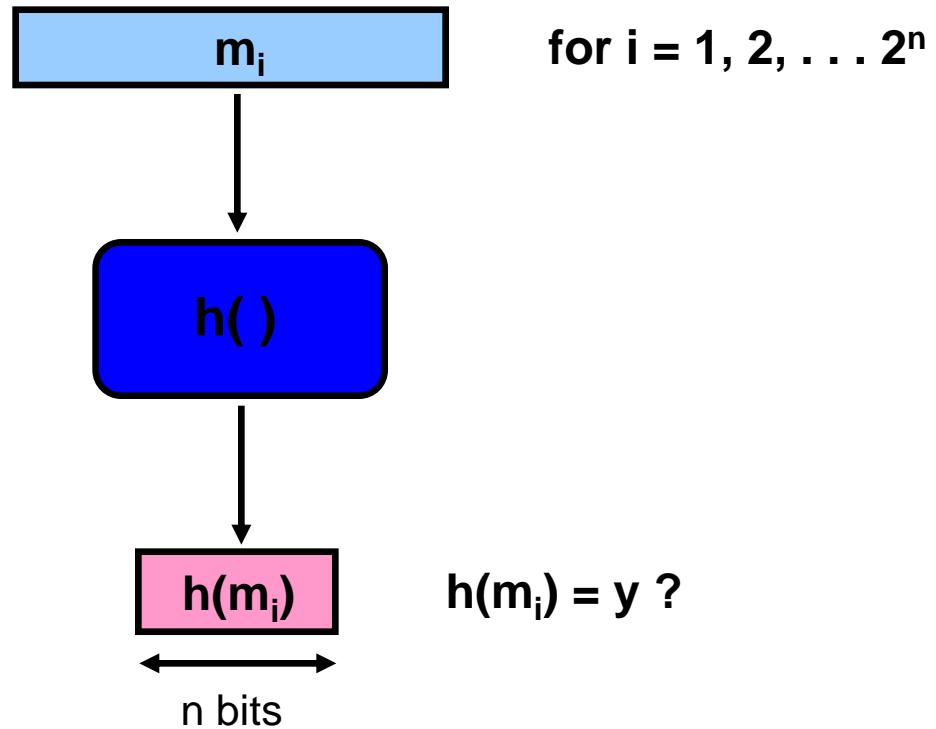 mᵢ for i = 1, 2, . . . 2ⁿ
h( )
h(mᵢ) h(mᵢ) = y ?
n bits